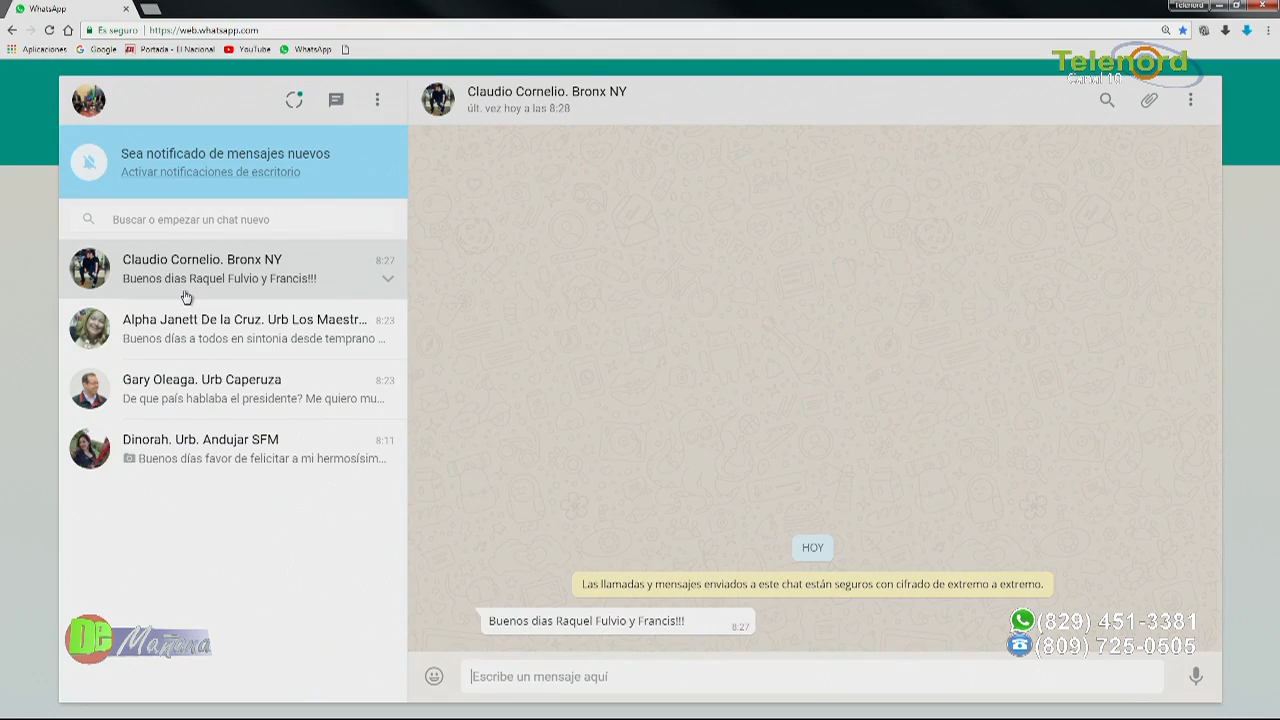 WhatsApp
Telenord
Es seguro | https://web.whatsapp.com
Aplicaciones Google Portada - El Nacional YouTube WhatsApp
Telenord
Canal 10
Claudio Cornelio. Bronx NY
últ. vez hoy a las 8:28
Sea notificado de mensajes nuevos
Activar notificaciones de escritorio
Buscar o empezar un chat nuevo
Claudio Cornelio. Bronx NY 8:27
Buenos dias Raquel Fulvio y Francis!!!
Alpha Janett De la Cruz. Urb Los Maestr... 8:23
Buenos días a todos en sintonia desde temprano ...
Gary Oleaga. Urb Caperuza 8:23
De que país hablaba el presidente? Me quiero mu...
Dinorah. Urb. Andujar SFM 8:11
Buenos días favor de felicitar a mi hermosísim...
HOY
Las llamadas y mensajes enviados a este chat están seguros con cifrado de extremo a extremo.
Buenos dias Raquel Fulvio y Francis!!! 8:27
De Mañana
(829) 451-3381
(809) 725-0505
Escribe un mensaje aquí